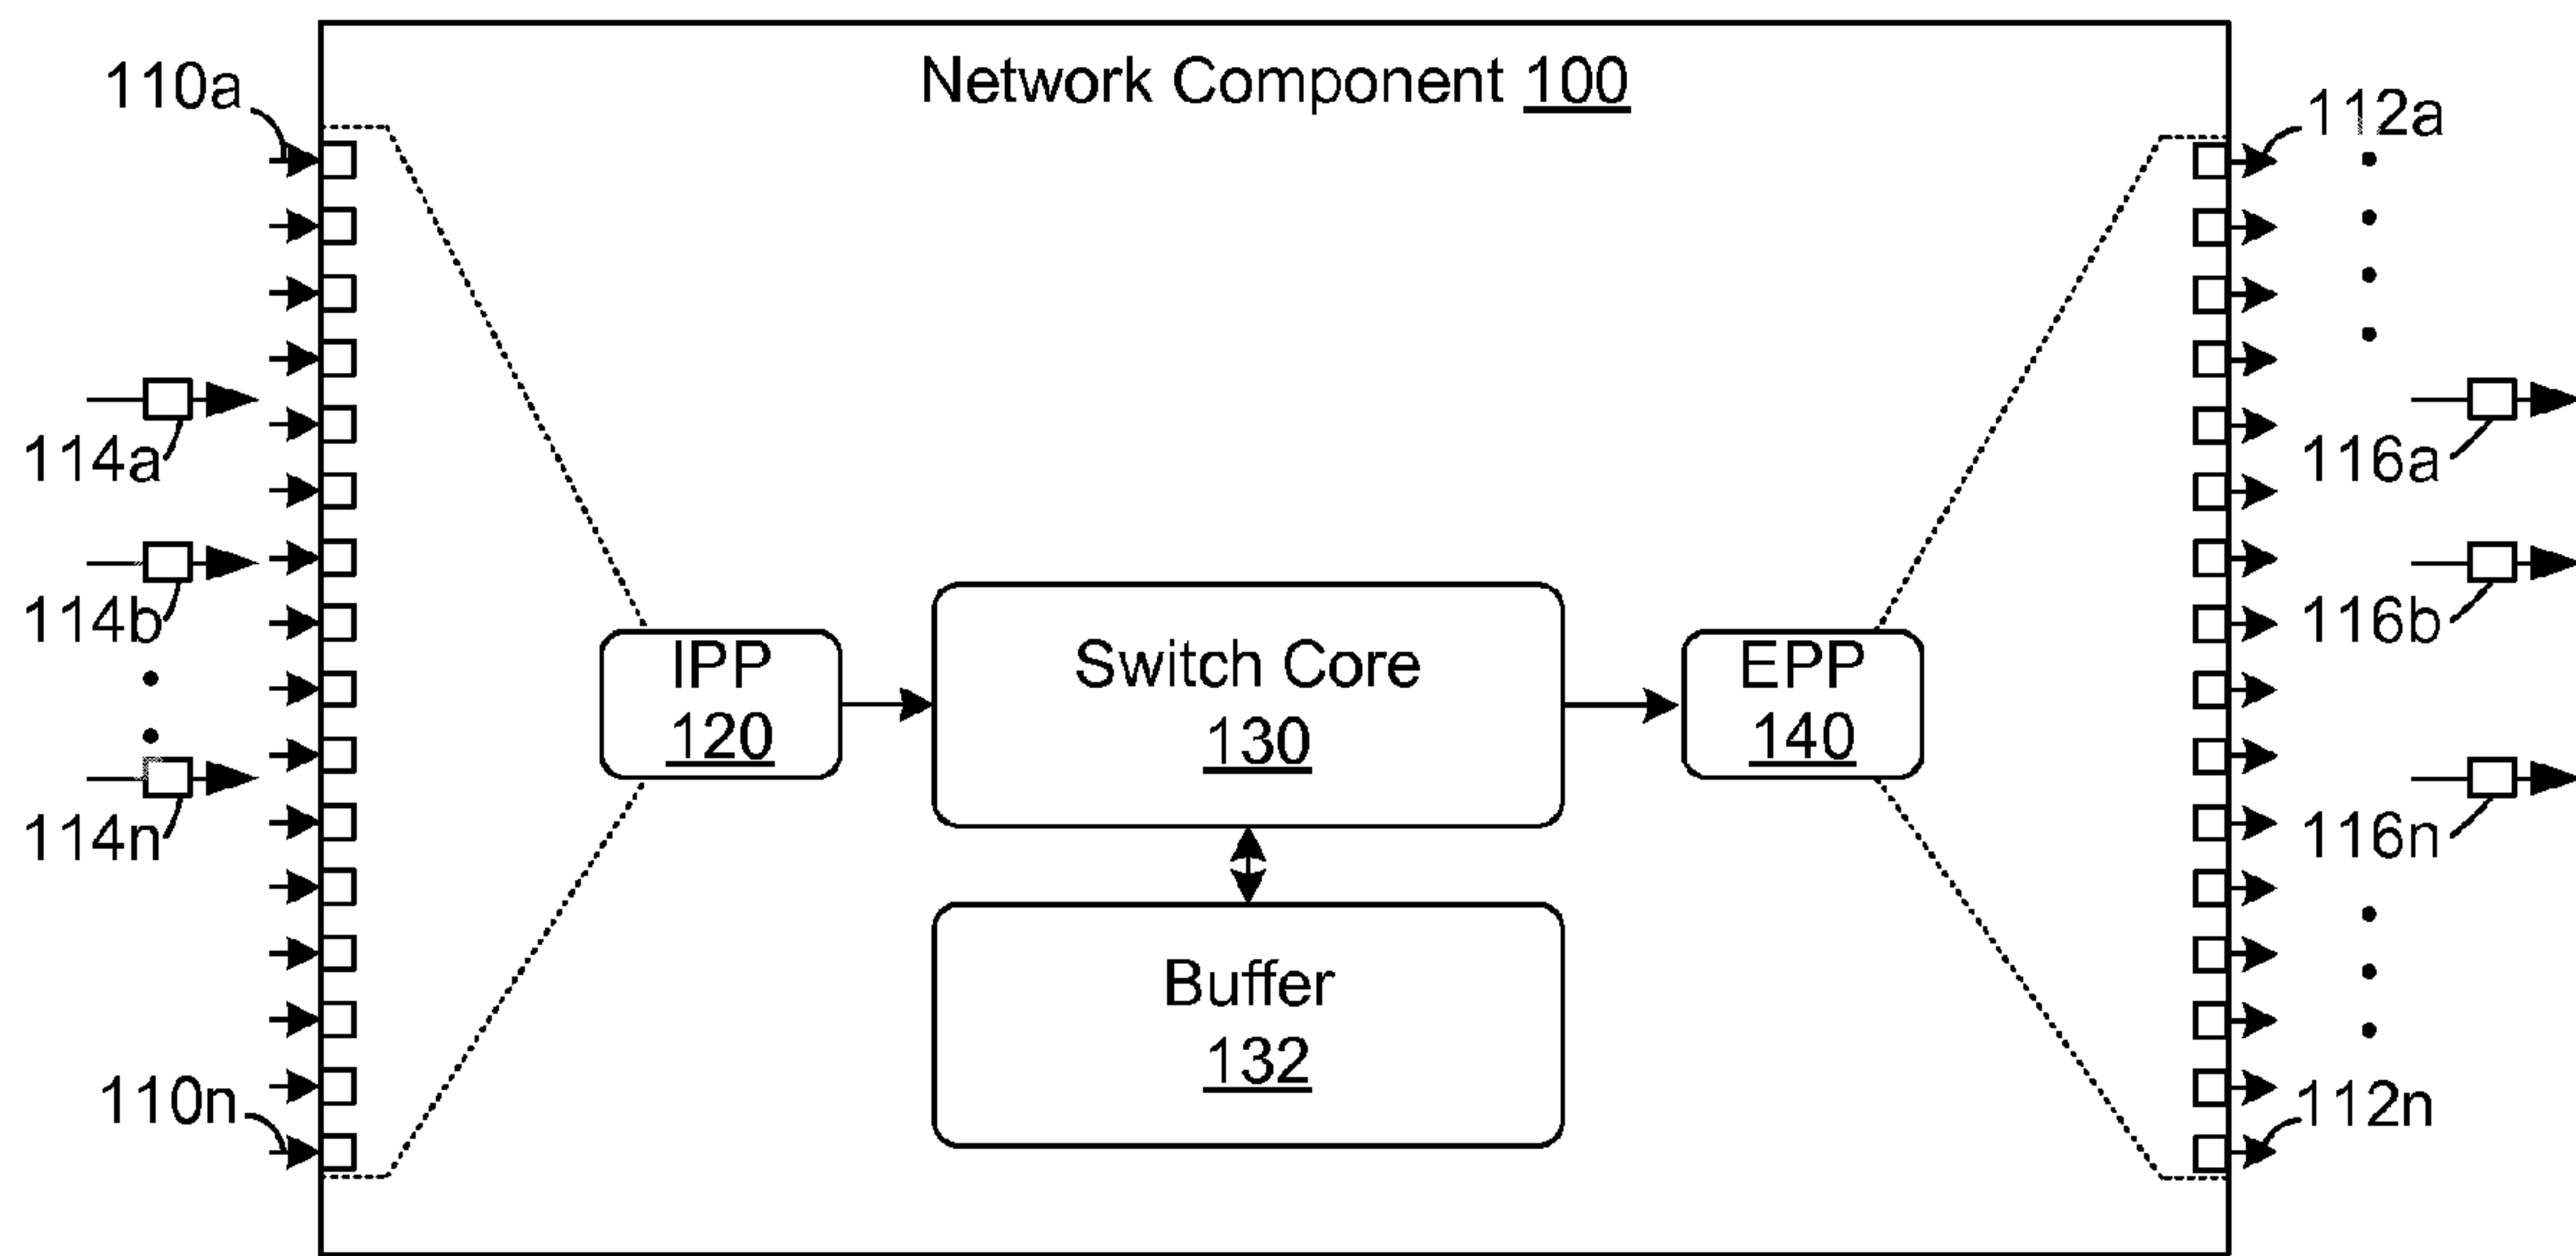 Network Component 100
110a
112a
114a
116a
114b
116b
IPP
120
Switch Core
130
EPP
140
114n
116n
Buffer
132
110n
112n